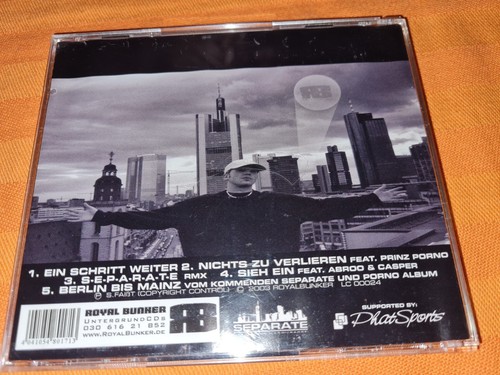 1. EIN SCHRITT WEITER 2. NICHTS ZU VERLIEREN FEAT. PRINZ PORNO
3. S-E-P-A-R-A-T-E RMX 4. SIEH EIN FEAT. ABROO & CASPER
5. BERLIN BIS MAINZ VOM KOMMENDEN SEPARATE UND PORNO ALBUM
Ⓟ S.FAIST (COPYRIGHT CONTROL) © 2003 ROYALBUNKER LC 00024
ROYAL BUNKER
UNTERGRUNDCDS
030 616 21 852
WWW.ROYALBUNKER.DE
SEPARATE
SUPPORTED BY:
PhatSports